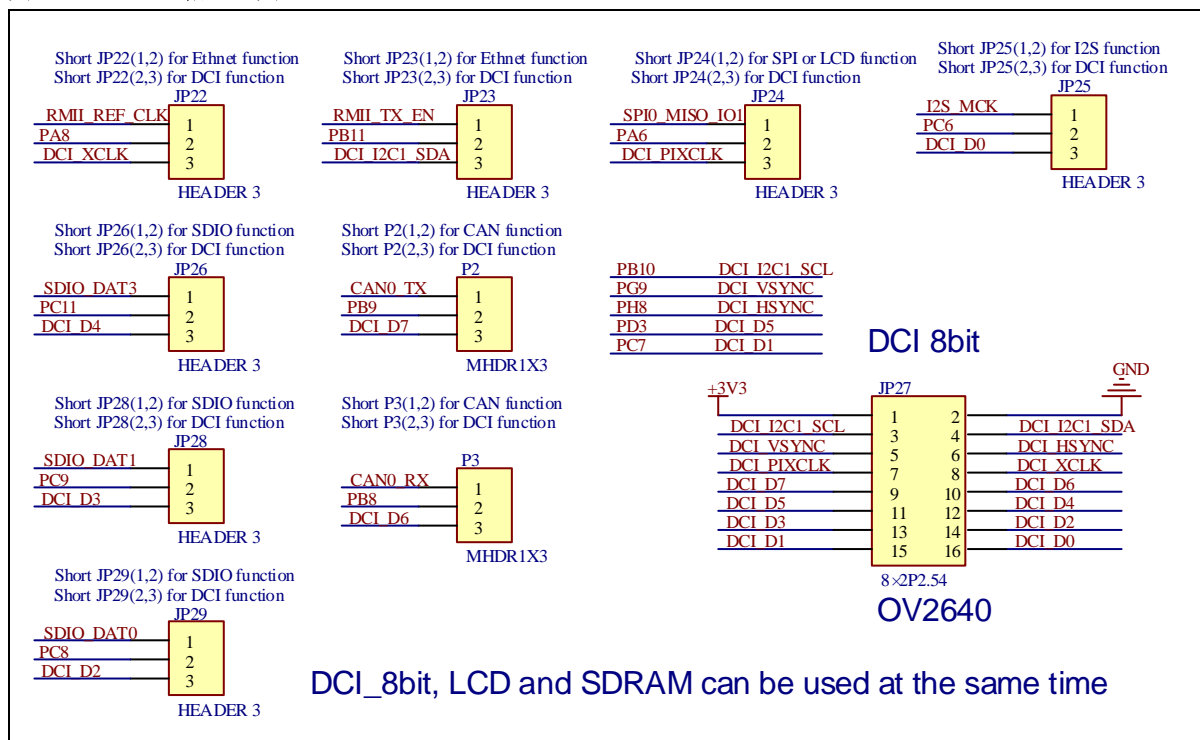 Short JP22(1,2) for Ethnet function
Short JP22(2,3) for DCI function
JP22
RMII_REF_CLK
1
PA8
2
DCI_XCLK
3
HEADER 3
Short JP23(1,2) for Ethnet function
Short JP23(2,3) for DCI function
JP23
RMII_TX_EN
1
PB11
2
DCI_I2C1_SDA
3
HEADER 3
Short JP24(1,2) for SPI or LCD function
Short JP24(2,3) for DCI function
JP24
SPI0_MISO_IO1
1
PA6
2
DCI_PIXCLK
3
HEADER 3
Short JP25(1,2) for I2S function
Short JP25(2,3) for DCI function
JP25
I2S_MCK
1
PC6
2
DCI_D0
3
HEADER 3
Short JP26(1,2) for SDIO function
Short JP26(2,3) for DCI function
JP26
SDIO_DAT3
1
PC11
2
DCI_D4
3
HEADER 3
Short P2(1,2) for CAN function
Short P2(2,3) for DCI function
P2
CAN0_TX
1
PB9
2
DCI_D7
3
MHDR1X3
PB10 DCI_I2C1_SCL
PG9 DCI_VSYNC
PH8 DCI_HSYNC
PD3 DCI_D5
PC7 DCI_D1
DCI 8bit
Short JP28(1,2) for SDIO function
Short JP28(2,3) for DCI function
JP28
SDIO_DAT1
1
PC9
2
DCI_D3
3
HEADER 3
Short P3(1,2) for CAN function
Short P3(2,3) for DCI function
P3
CAN0_RX
1
PB8
2
DCI_D6
3
MHDR1X3
+3V3
JP27
GND
1 2
DCI_I2C1_SCL 3 4 DCI_I2C1_SDA
DCI_VSYNC 5 6 DCI_HSYNC
DCI_PIXCLK 7 8 DCI_XCLK
DCI_D7 9 10 DCI_D6
DCI_D5 11 12 DCI_D4
DCI_D3 13 14 DCI_D2
DCI_D1 15 16 DCI_D0
8×2P2.54
OV2640
Short JP29(1,2) for SDIO function
Short JP29(2,3) for DCI function
JP29
SDIO_DAT0
1
PC8
2
DCI_D2
3
HEADER 3
DCI_8bit, LCD and SDRAM can be used at the same time